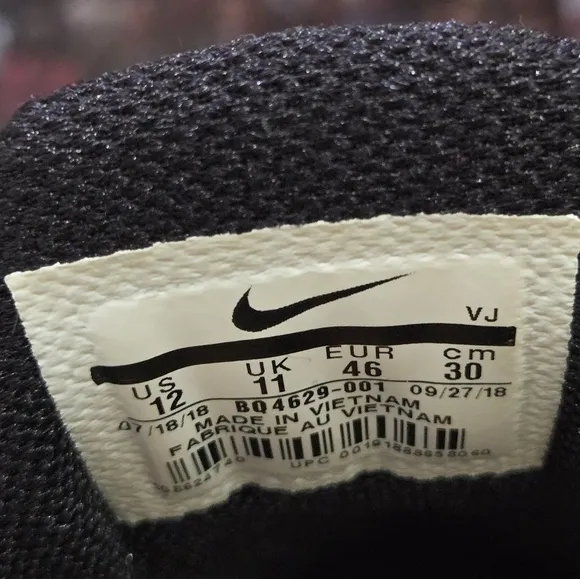 VJ
US UK EUR cm
12 11 46 30
07/18/18 BQ4629-001 09/27/18
MADE IN VIETNAM
FABRIQUE AU VIETNAM